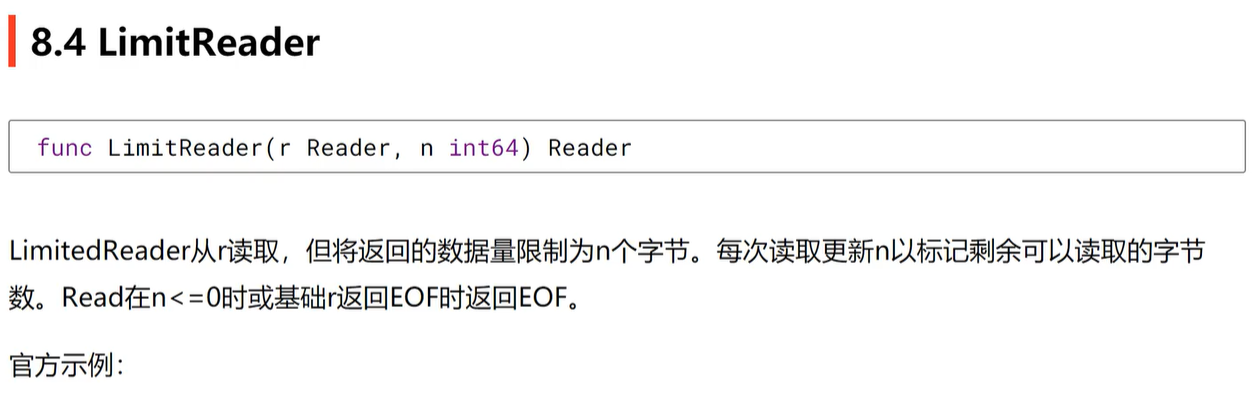 8.4 LimitReader
func LimitReader(r Reader, n int64) Reader
LimitedReader从r读取，但将返回的数据量限制为n个字节。每次读取更新n以标记剩余可以读取的字节
数。Read在n<=0时或基础r返回EOF时返回EOF。
官方示例：